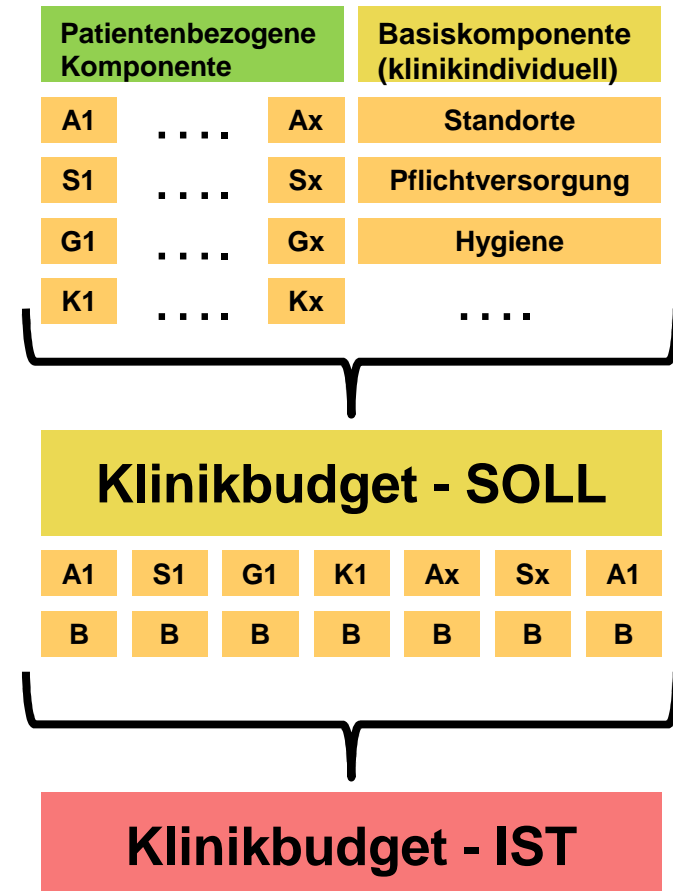 Patientenbezogene
Komponente
Basiskomponente
(klinikindividuell)
A1 .... Ax Standorte
S1 .... Sx Pflichtversorgung
G1 .... Gx Hygiene
K1 .... Kx ....
Klinikbudget - SOLL
A1 S1 G1 K1 Ax Sx A1
B B B B B B B
Klinikbudget - IST